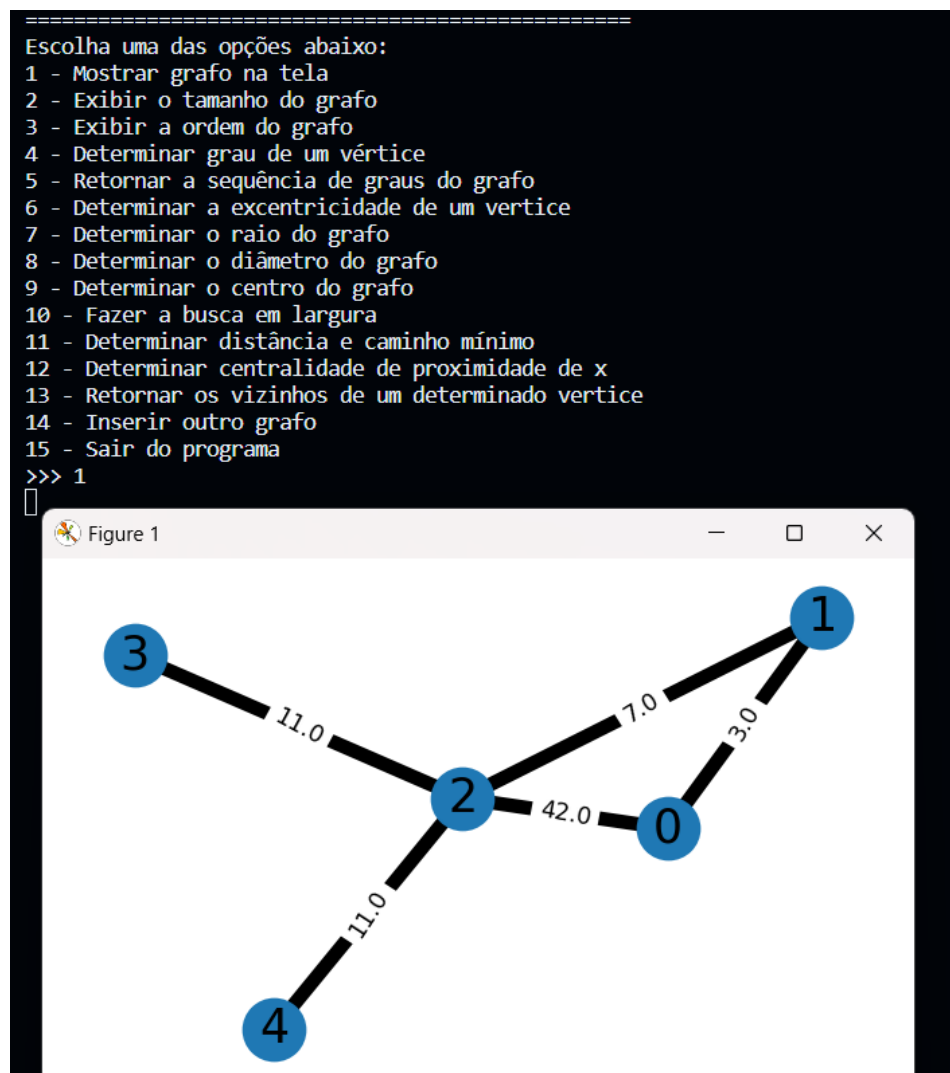 ==================================================
Escolha uma das opções abaixo:
1 - Mostrar grafo na tela
2 - Exibir o tamanho do grafo
3 - Exibir a ordem do grafo
4 - Determinar grau de um vértice
5 - Retornar a sequência de graus do grafo
6 - Determinar a excentricidade de um vertice
7 - Determinar o raio do grafo
8 - Determinar o diâmetro do grafo
9 - Determinar o centro do grafo
10 - Fazer a busca em largura
11 - Determinar distância e caminho mínimo
12 - Determinar centralidade de proximidade de x
13 - Retornar os vizinhos de um determinado vertice
14 - Inserir outro grafo
15 - Sair do programa
>>> 1
Figure 1
1
3
7.0
3.0
11.0
2
42.0
0
11.0
4